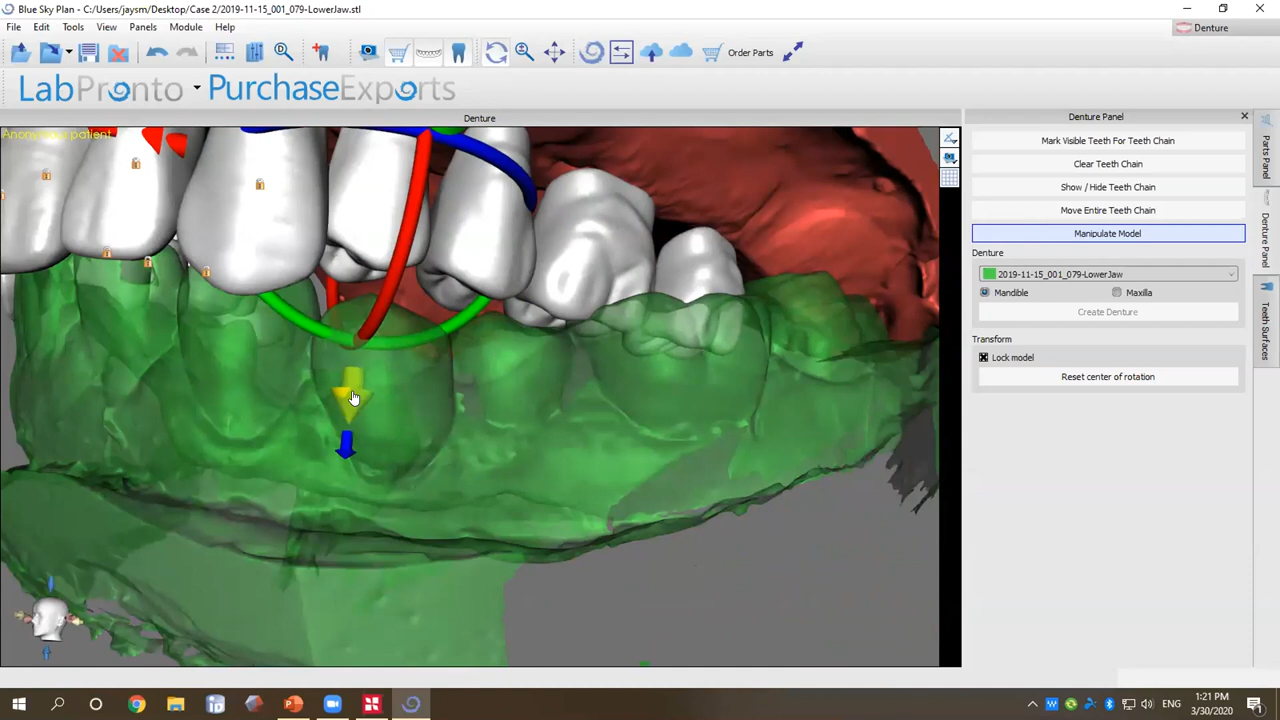 Blue Sky Plan - C:/Users/jaysm/Desktop/Case 2/2019-11-15_001_079-LowerJaw.stl
File Edit Tools View Panels Module Help
Denture
Order Parts
LabPronto PurchaseExports
Denture
Anonymous patient
Denture Panel
Mark Visible Teeth For Teeth Chain
Clear Teeth Chain
Show / Hide Teeth Chain
Move Entire Teeth Chain
Manipulate Model
Denture
2019-11-15_001_079-LowerJaw
Mandible Maxilla
Create Denture
Transform
Lock model
Reset center of rotation
Parts Panel
Denture Panel
Teeth Surfaces
ENG
1:21 PM
3/30/2020